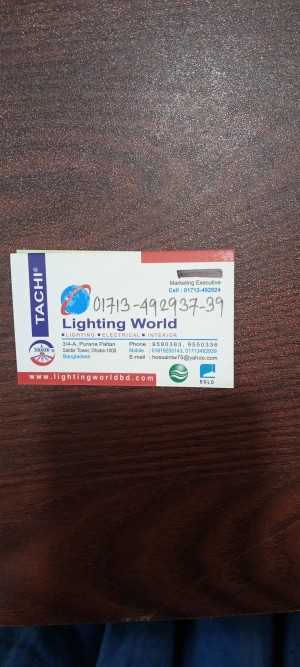 TACHI®
Marketing Executive
Cell : 01713-492924
01713-492937-39
Lighting World
LIGHTING ELECTRICAL INTERIOR
3/4-A, Purana Paltan
Sabbir Tower, Dhaka-1000
Bangladesh
Phone : 9580383, 9550336
Mobile : 01819235143, 01713492939
E-mail : hossainlw75@yahoo.com
www.lightingworldbd.com